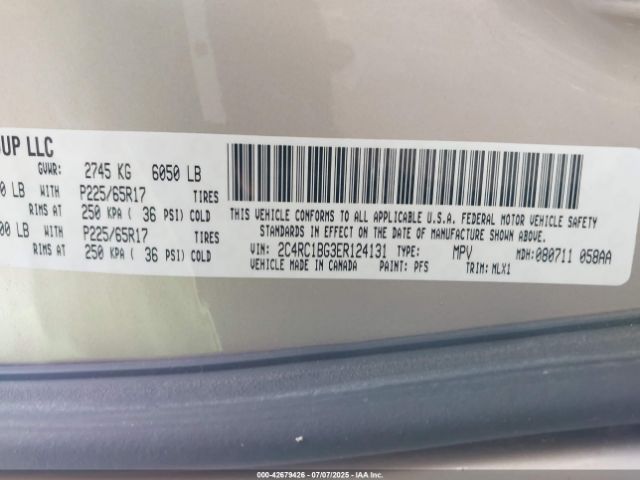 UP LLC
GVWR: 2745 KG 6050 LB
0 LB WITH P225/65R17 TIRES
RIMS AT 250 KPA ( 36 PSI) COLD
00 LB WITH P225/65R17 TIRES
RIMS AT 250 KPA ( 36 PSI) COLD
THIS VEHICLE CONFORMS TO ALL APPLICABLE U.S.A. FEDERAL MOTOR VEHICLE SAFETY
STANDARDS IN EFFECT ON THE DATE OF MANUFACTURE SHOWN ABOVE.
VIN: 2C4RC1BG3ER124131 TYPE: MPV MDH: 080711 058AA
VEHICLE MADE IN CANADA PAINT: PFS TRIM: MLX1
000-42679426 - 07/07/2025 - IAA Inc.